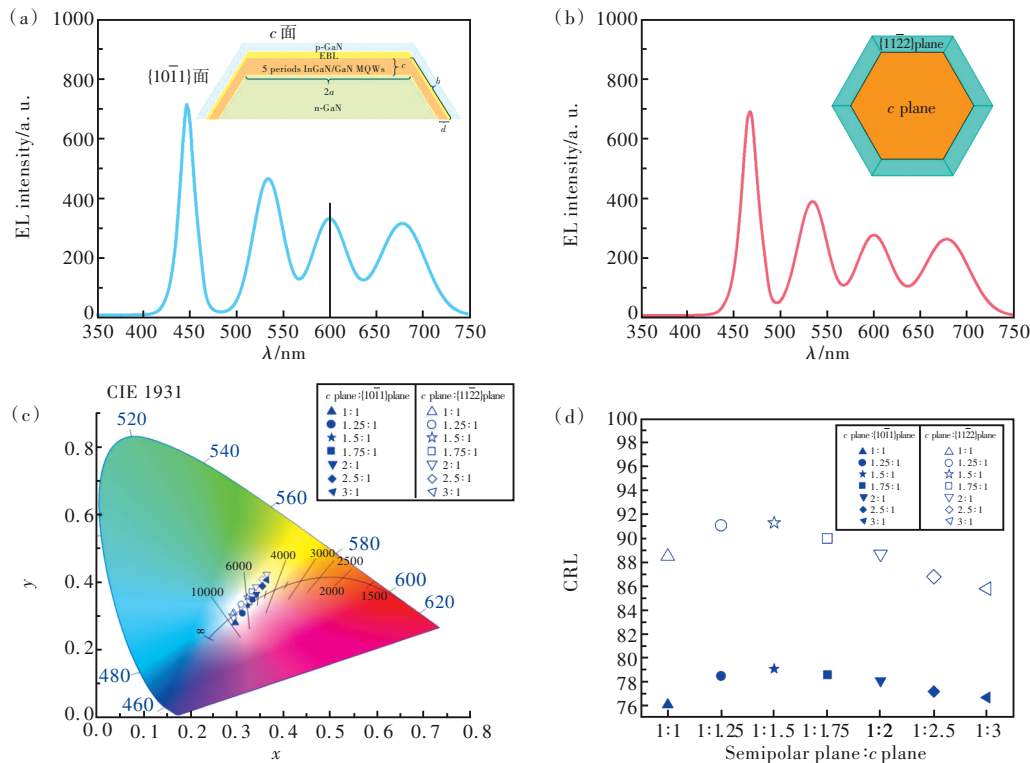 (a)
1000
800
600
400
200
0
EL intensity/a. u.
c 面
{101̄1}面
p-GaN
EBL
5 periods InGaN/GaN MQWs
c
b
2a
n-GaN
d
350 400 450 500 550 600 650 700 750
λ/nm
(b)
1000
800
600
400
200
0
EL intensity/a. u.
{112̄2}plane
c plane
350 400 450 500 550 600 650 700 750
λ/nm
(c)
CIE 1931
0.8
0.6
0.4
0.2
0.0
y
520
540
560
580
600
620
480
460
∞
10000
6000
4000
3000
2500
2000
1500
c plane:{101̄1}plane c plane:{112̄2}plane
1:1 1:1
1.25:1 1.25:1
1.5:1 1.5:1
1.75:1 1.75:1
2:1 2:1
2.5:1 2.5:1
3:1 3:1
0.0 0.1 0.2 0.3 0.4 0.5 0.6 0.7 0.8
x
(d)
100
98
96
94
92
90
88
86
84
82
80
78
76
CRL
c plane:{101̄1}plane c plane:{112̄2}plane
1:1 1:1
1.25:1 1.25:1
1.5:1 1.5:1
1.75:1 1.75:1
2:1 2:1
2.5:1 2.5:1
3:1 3:1
1:1 1:1.25 1:1.5 1:1.75 1:2 1:2.5 1:3
Semipolar plane:c plane